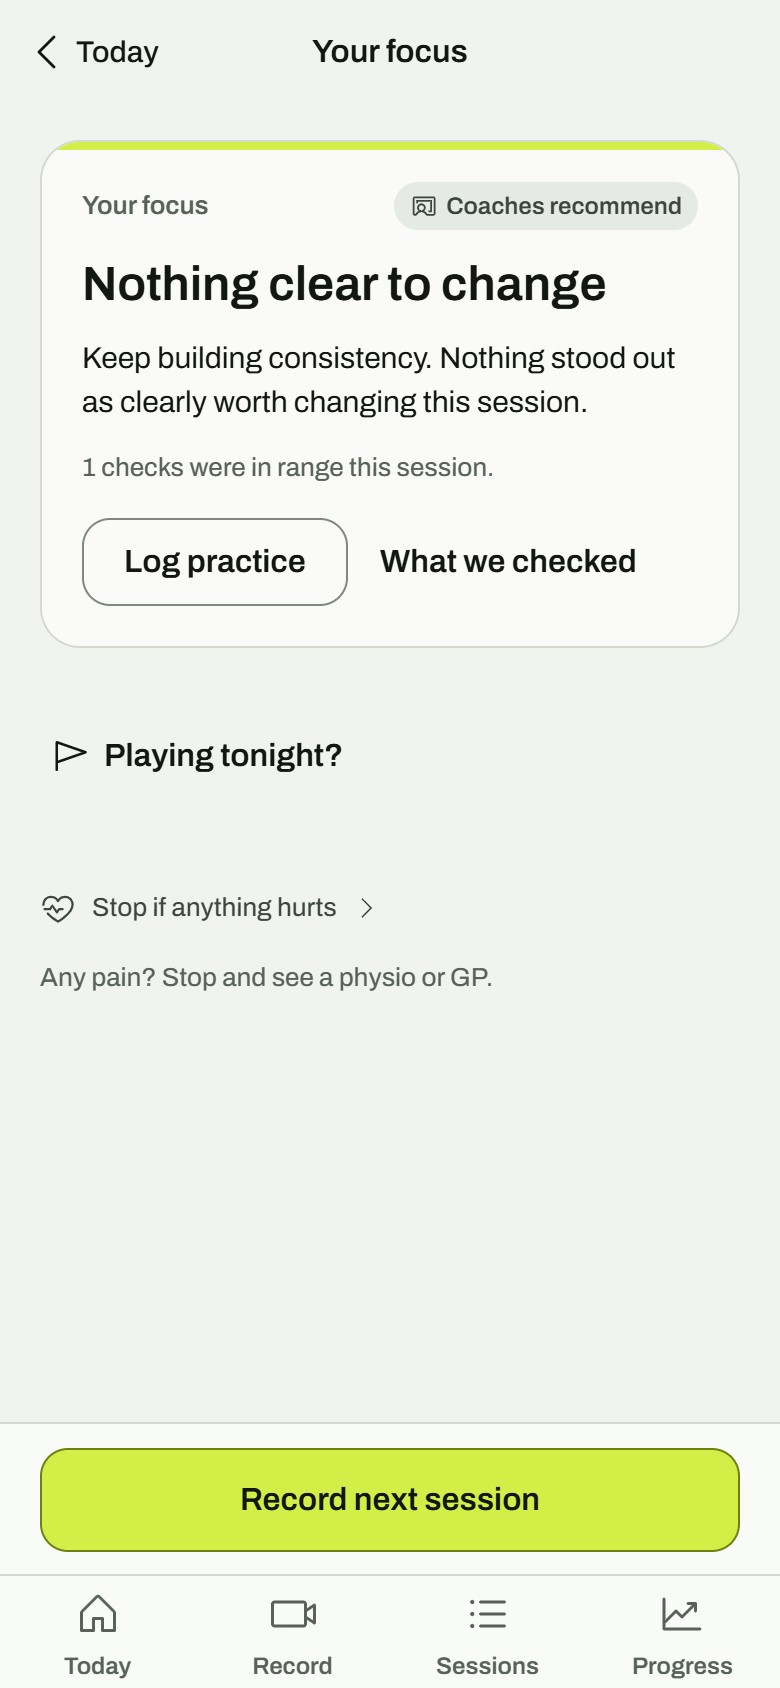 Today
Your focus
Your focus
Coaches recommend
Nothing clear to change
Keep building consistency. Nothing stood out
as clearly worth changing this session.
1 checks were in range this session.
Log practice
What we checked
Playing tonight?
Stop if anything hurts
Any pain? Stop and see a physio or GP.
Record next session
Today
Record
Sessions
Progress